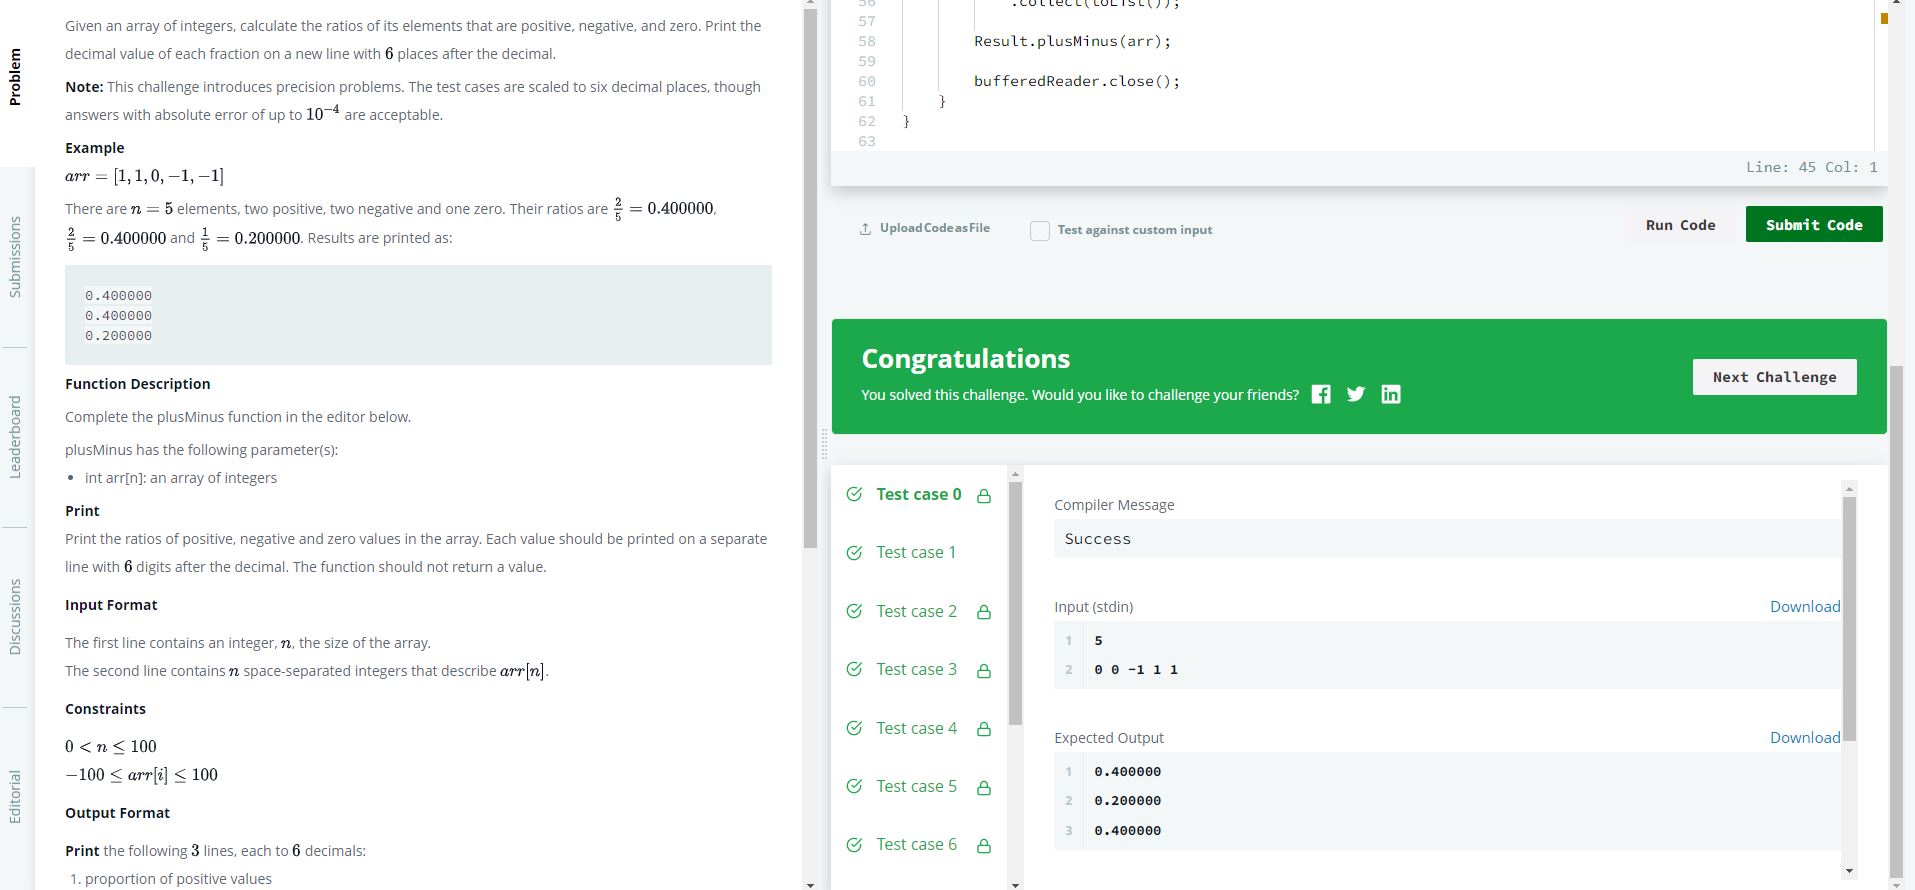 Problem
Submissions
Leaderboard
Discussions
Editorial
Given an array of integers, calculate the ratios of its elements that are positive, negative, and zero. Print the
decimal value of each fraction on a new line with 6 places after the decimal.
Note: This challenge introduces precision problems. The test cases are scaled to six decimal places, though
answers with absolute error of up to 10⁻⁴ are acceptable.
Example
arr = [1, 1, 0, −1, −1]
There are n = 5 elements, two positive, two negative and one zero. Their ratios are 2/5 = 0.400000,
2/5 = 0.400000 and 1/5 = 0.200000. Results are printed as:
0.400000
0.400000
0.200000
Function Description
Complete the plusMinus function in the editor below.
plusMinus has the following parameter(s):
• int arr[n]: an array of integers
Print
Print the ratios of positive, negative and zero values in the array. Each value should be printed on a separate
line with 6 digits after the decimal. The function should not return a value.
Input Format
The first line contains an integer, n, the size of the array.
The second line contains n space-separated integers that describe arr[n].
Constraints
0 < n ≤ 100
−100 ≤ arr[i] ≤ 100
Output Format
Print the following 3 lines, each to 6 decimals:
1. proportion of positive values
56 .collect(toList());
57
58 Result.plusMinus(arr);
59
60 bufferedReader.close();
61 }
62 }
63
Line: 45 Col: 1
Upload Code as File
Test against custom input
Run Code
Submit Code
Congratulations
You solved this challenge. Would you like to challenge your friends?
Next Challenge
Test case 0
Test case 1
Test case 2
Test case 3
Test case 4
Test case 5
Test case 6
Compiler Message
Success
Input (stdin)
Download
1 5
2 0 0 -1 1 1
Expected Output
Download
1 0.400000
2 0.200000
3 0.400000